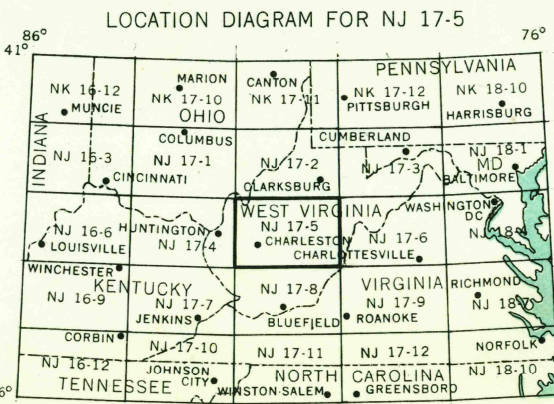 LOCATION DIAGRAM FOR NJ 17-5
41 86° 76°
PENNSYLVANIA
NK 16-12 MARION CANTON NK 17-12 NK 18-10
MUNCIE NK 17-10 NK 17-11 PITTSBURGH HARRISBURG
OHIO
INDIANA
COLUMBUS CUMBERLAND
NJ 16-3 NJ 17-1 NJ 17-2 NJ 17-3 NJ 18-1
MD
CINCINNATI CLARKSBURG BALTIMORE
WEST VIRGINIA WASHINGTON DC
NJ 16-6 HUNTINGTON NJ 17-5 NJ 17-6
LOUISVILLE NJ 17-4 CHARLESTON
CHARLOTTESVILLE
WINCHESTER
KENTUCKY NJ 17-8 VIRGINIA RICHMOND
NJ 16-9 NJ 17-7 NJ 17-9
JENKINS BLUEFIELD ROANOKE
CORBIN NJ 17-10 NJ 17-11 NJ 17-12 NORFOLK
NJ 16-12 NJ 18-10
TENNESSEE JOHNSON CITY NORTH CAROLINA
WINSTON-SALEM GREENSBORO